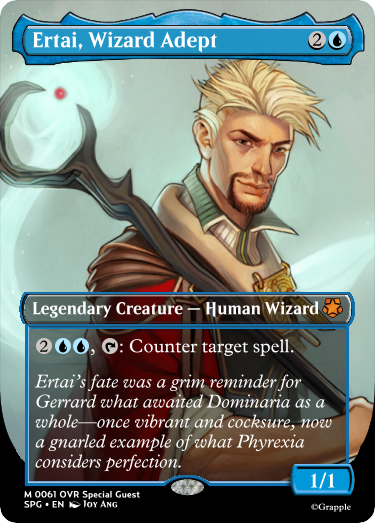 Ertai, Wizard Adept 2
Legendary Creature — Human Wizard
2, : Counter target spell.
Ertai's fate was a grim reminder for
Gerrard what awaited Dominaria as a
whole—once vibrant and cocksure, now
a gnarled example of what Phyrexia
considers perfection.
1/1
M 0061 OVR Special Guest
SPG • EN Joy Ang
©Grapple